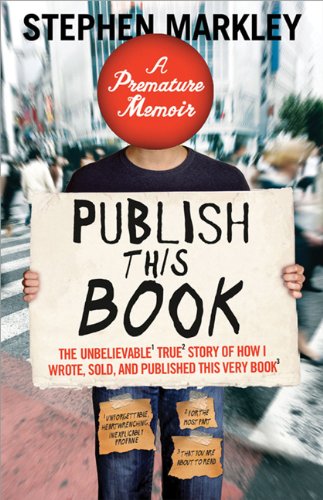 STEPHEN MARKLEY
A
Premature
Memoir
PUBLISH
THIS
BOOK
THE UNBELIEVABLE¹ TRUE² STORY OF HOW I
WROTE, SOLD, AND PUBLISHED THIS VERY BOOK³
¹ UNFORGETTABLE,
HEARTWRENCHING,
INEXPLICABLY
PROFANE
² FOR THE
MOST PART
³ THAT YOU ARE
ABOUT TO READ